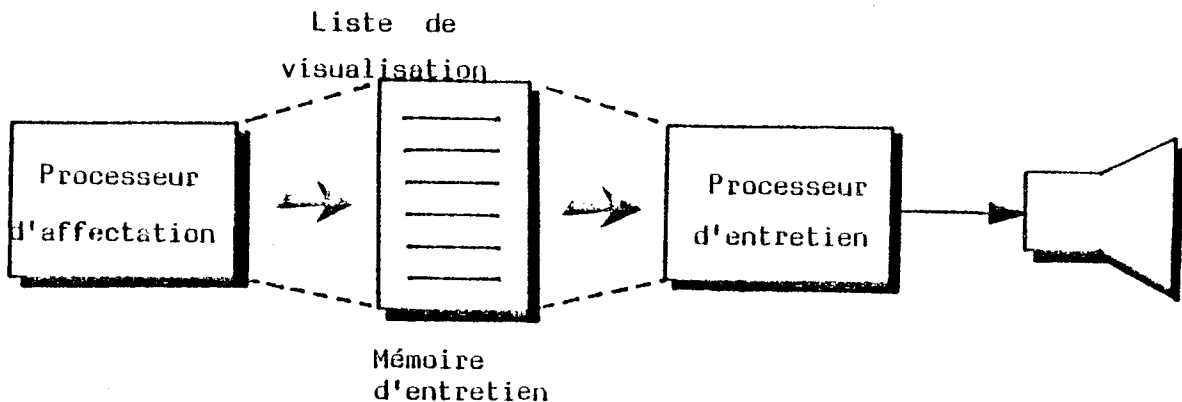 Liste de
visualisation
Processeur
d'affectation
Processeur
d'entretien
Mémoire
d'entretien